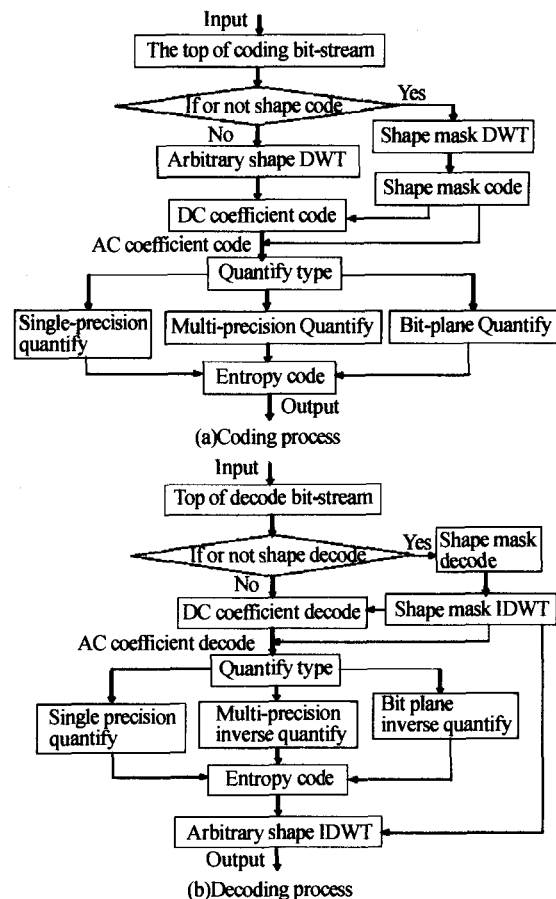 Input
The top of coding bit-stream
If or not shape code
Yes
No
Shape mask DWT
Arbitrary shape DWT
Shape mask code
DC coefficient code
AC coefficient code
Quantify type
Single-precision
quantify
Multi-precision Quantify
Bit-plane Quantify
Entropy code
Output
(a)Coding process
Input
Top of decode bit-stream
If or not shape decode
Yes
Shape mask
decode
No
DC coefficient decode
Shape mask IDWT
AC coefficient decode
Quantify type
Single precision
quantify
Multi-precision
inverse quantify
Bit plane
inverse quantify
Entropy code
Arbitrary shape IDWT
Output
(b)Decoding process